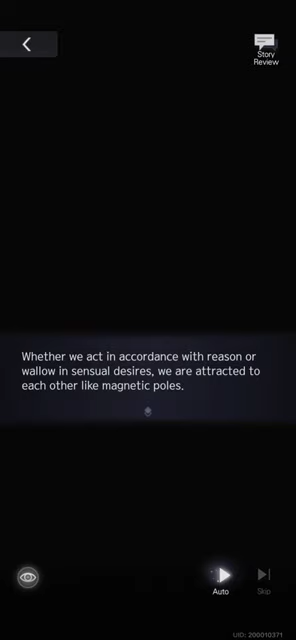 Story
Review
Whether we act in accordance with reason or
wallow in sensual desires, we are attracted to
each other like magnetic poles.
Auto
Skip
UID: 200010371